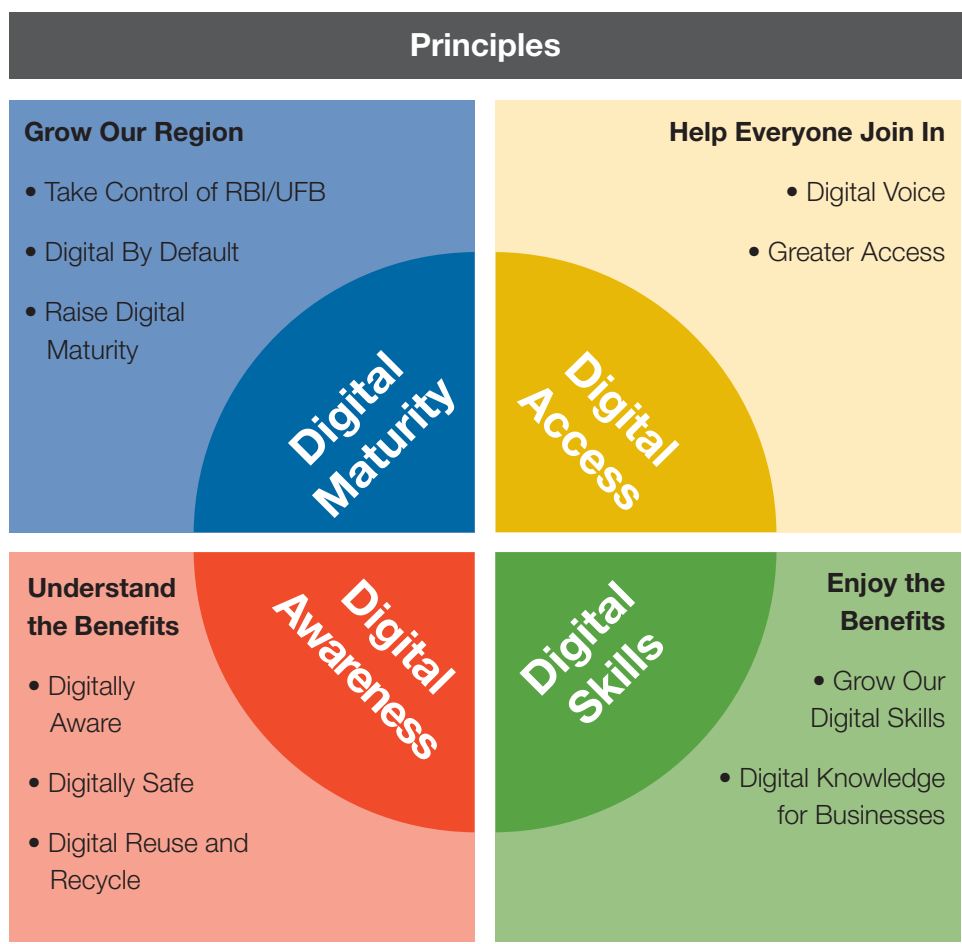 Principles
Grow Our Region
• Take Control of RBI/UFB
• Digital By Default
• Raise Digital
Maturity
Digital
Maturity
Help Everyone Join In
• Digital Voice
• Greater Access
Digital
Access
Understand
the Benefits
• Digitally
Aware
• Digitally Safe
• Digital Reuse and
Recycle
Digital
Awareness
Digital
Skills
Enjoy the
Benefits
• Grow Our
Digital Skills
• Digital Knowledge
for Businesses